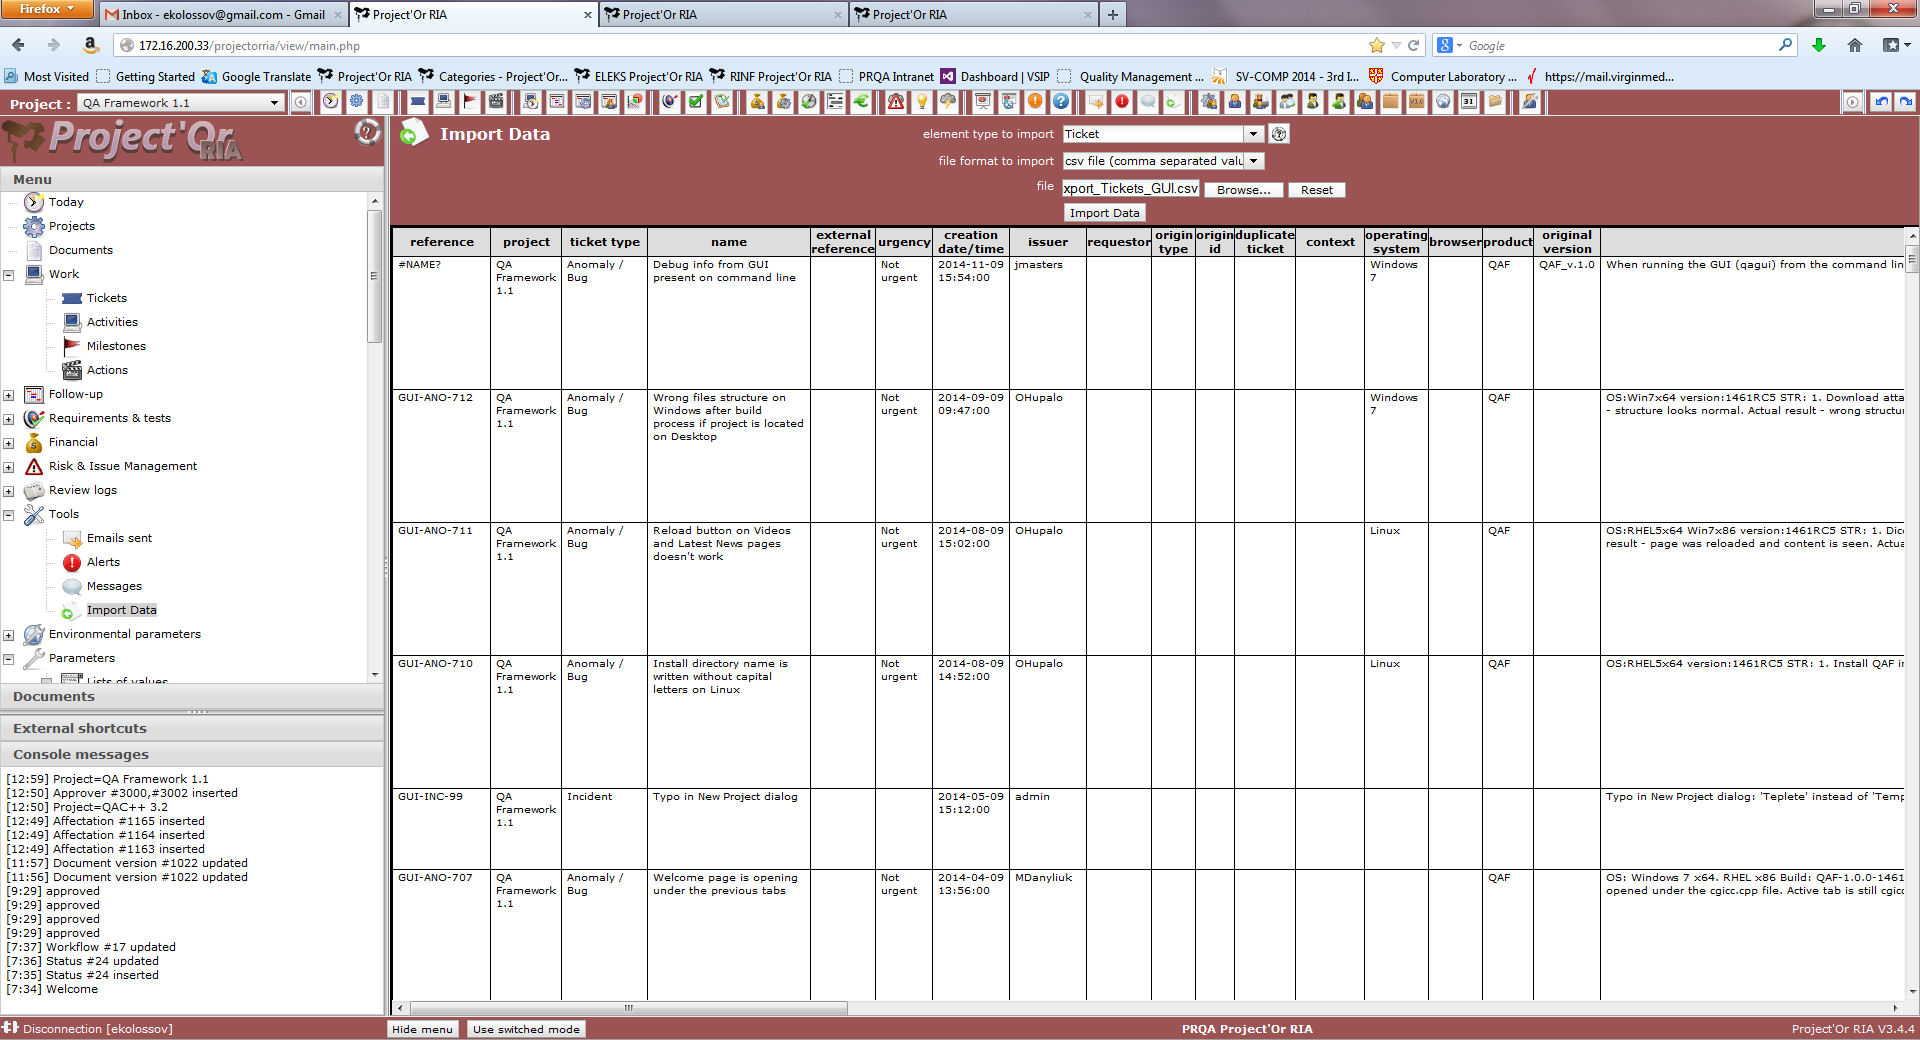 Firefox
Inbox - ekolossov@gmail.com - Gmail
Project'Or RIA
Project'Or RIA
Project'Or RIA
172.16.200.33/projectorria/view/main.php
Google
Most Visited
Getting Started
Google Translate
Project'Or RIA
Categories - Project'Or...
ELEKS Project'Or RIA
RINF Project'Or RIA
PRQA Intranet
Dashboard | VSIP
Quality Management ...
SV-COMP 2014 - 3rd I...
Computer Laboratory ...
https://mail.virginmed...
Project :
QA Framework 1.1
Project'Or
RIA
Menu
Today
Projects
Documents
Work
Tickets
Activities
Milestones
Actions
Follow-up
Requirements & tests
Financial
Risk & Issue Management
Review logs
Tools
Emails sent
Alerts
Messages
Import Data
Environmental parameters
Parameters
Lists of values
Documents
External shortcuts
Console messages
[12:59] Project=QA Framework 1.1
[12:50] Approver #3000,#3002 inserted
[12:50] Project=QAC++ 3.2
[12:49] Affectation #1165 inserted
[12:49] Affectation #1164 inserted
[12:49] Affectation #1163 inserted
[11:57] Document version #1022 updated
[11:56] Document version #1022 updated
[9:29] approved
[9:29] approved
[9:29] approved
[9:29] approved
[7:37] Workflow #17 updated
[7:36] Status #24 updated
[7:35] Status #24 inserted
[7:34] Welcome
Import Data
element type to import
Ticket
file format to import
csv file (comma separated valu
file
xport_Tickets_GUI.csv
Browse...
Reset
Import Data
reference
project
ticket type
name
external
reference
urgency
creation
date/time
issuer
requestor
origin
type
origin
id
duplicate
ticket
context
operating
system
browser
product
original
version
#NAME?
QA
Framework
1.1
Anomaly /
Bug
Debug info from GUI
present on command line
Not
urgent
2014-11-09
15:54:00
jmasters
Windows
7
QAF
QAF_v.1.0
When running the GUI (qagui) from the command lin
GUI-ANO-712
QA
Framework
1.1
Anomaly /
Bug
Wrong files structure on
Windows after build
process if project is located
on Desktop
Not
urgent
2014-09-09
09:47:00
OHupalo
Windows
7
QAF
OS:Win7x64 version:1461RC5 STR: 1. Download atta
- structure looks normal. Actual result - wrong structur
GUI-ANO-711
QA
Framework
1.1
Anomaly /
Bug
Reload button on Videos
and Latest News pages
doesn't work
Not
urgent
2014-08-09
15:02:00
OHupalo
Linux
QAF
OS:RHEL5x64 Win7x86 version:1461RC5 STR: 1. Dico
result - page was reloaded and content is seen. Actua
GUI-ANO-710
QA
Framework
1.1
Anomaly /
Bug
Install directory name is
written without capital
letters on Linux
Not
urgent
2014-08-09
14:52:00
OHupalo
Linux
QAF
OS:RHEL5x64 version:1461RC5 STR: 1. Install QAF in
GUI-INC-99
QA
Framework
1.1
Incident
Typo in New Project dialog
2014-05-09
15:12:00
admin
Typo in New Project dialog: 'Teplete' instead of 'Temp
GUI-ANO-707
QA
Framework
1.1
Anomaly /
Bug
Welcome page is opening
under the previous tabs
Not
urgent
2014-04-09
13:56:00
MDanyliuk
QAF
OS: Windows 7 x64. RHEL x86 Build: QAF-1.0.0-1461
opened under the cgicc.cpp file. Active tab is still cgicc
Disconnection [ekolossov]
Hide menu
Use switched mode
PRQA Project'Or RIA
Project'Or RIA V3.4.4